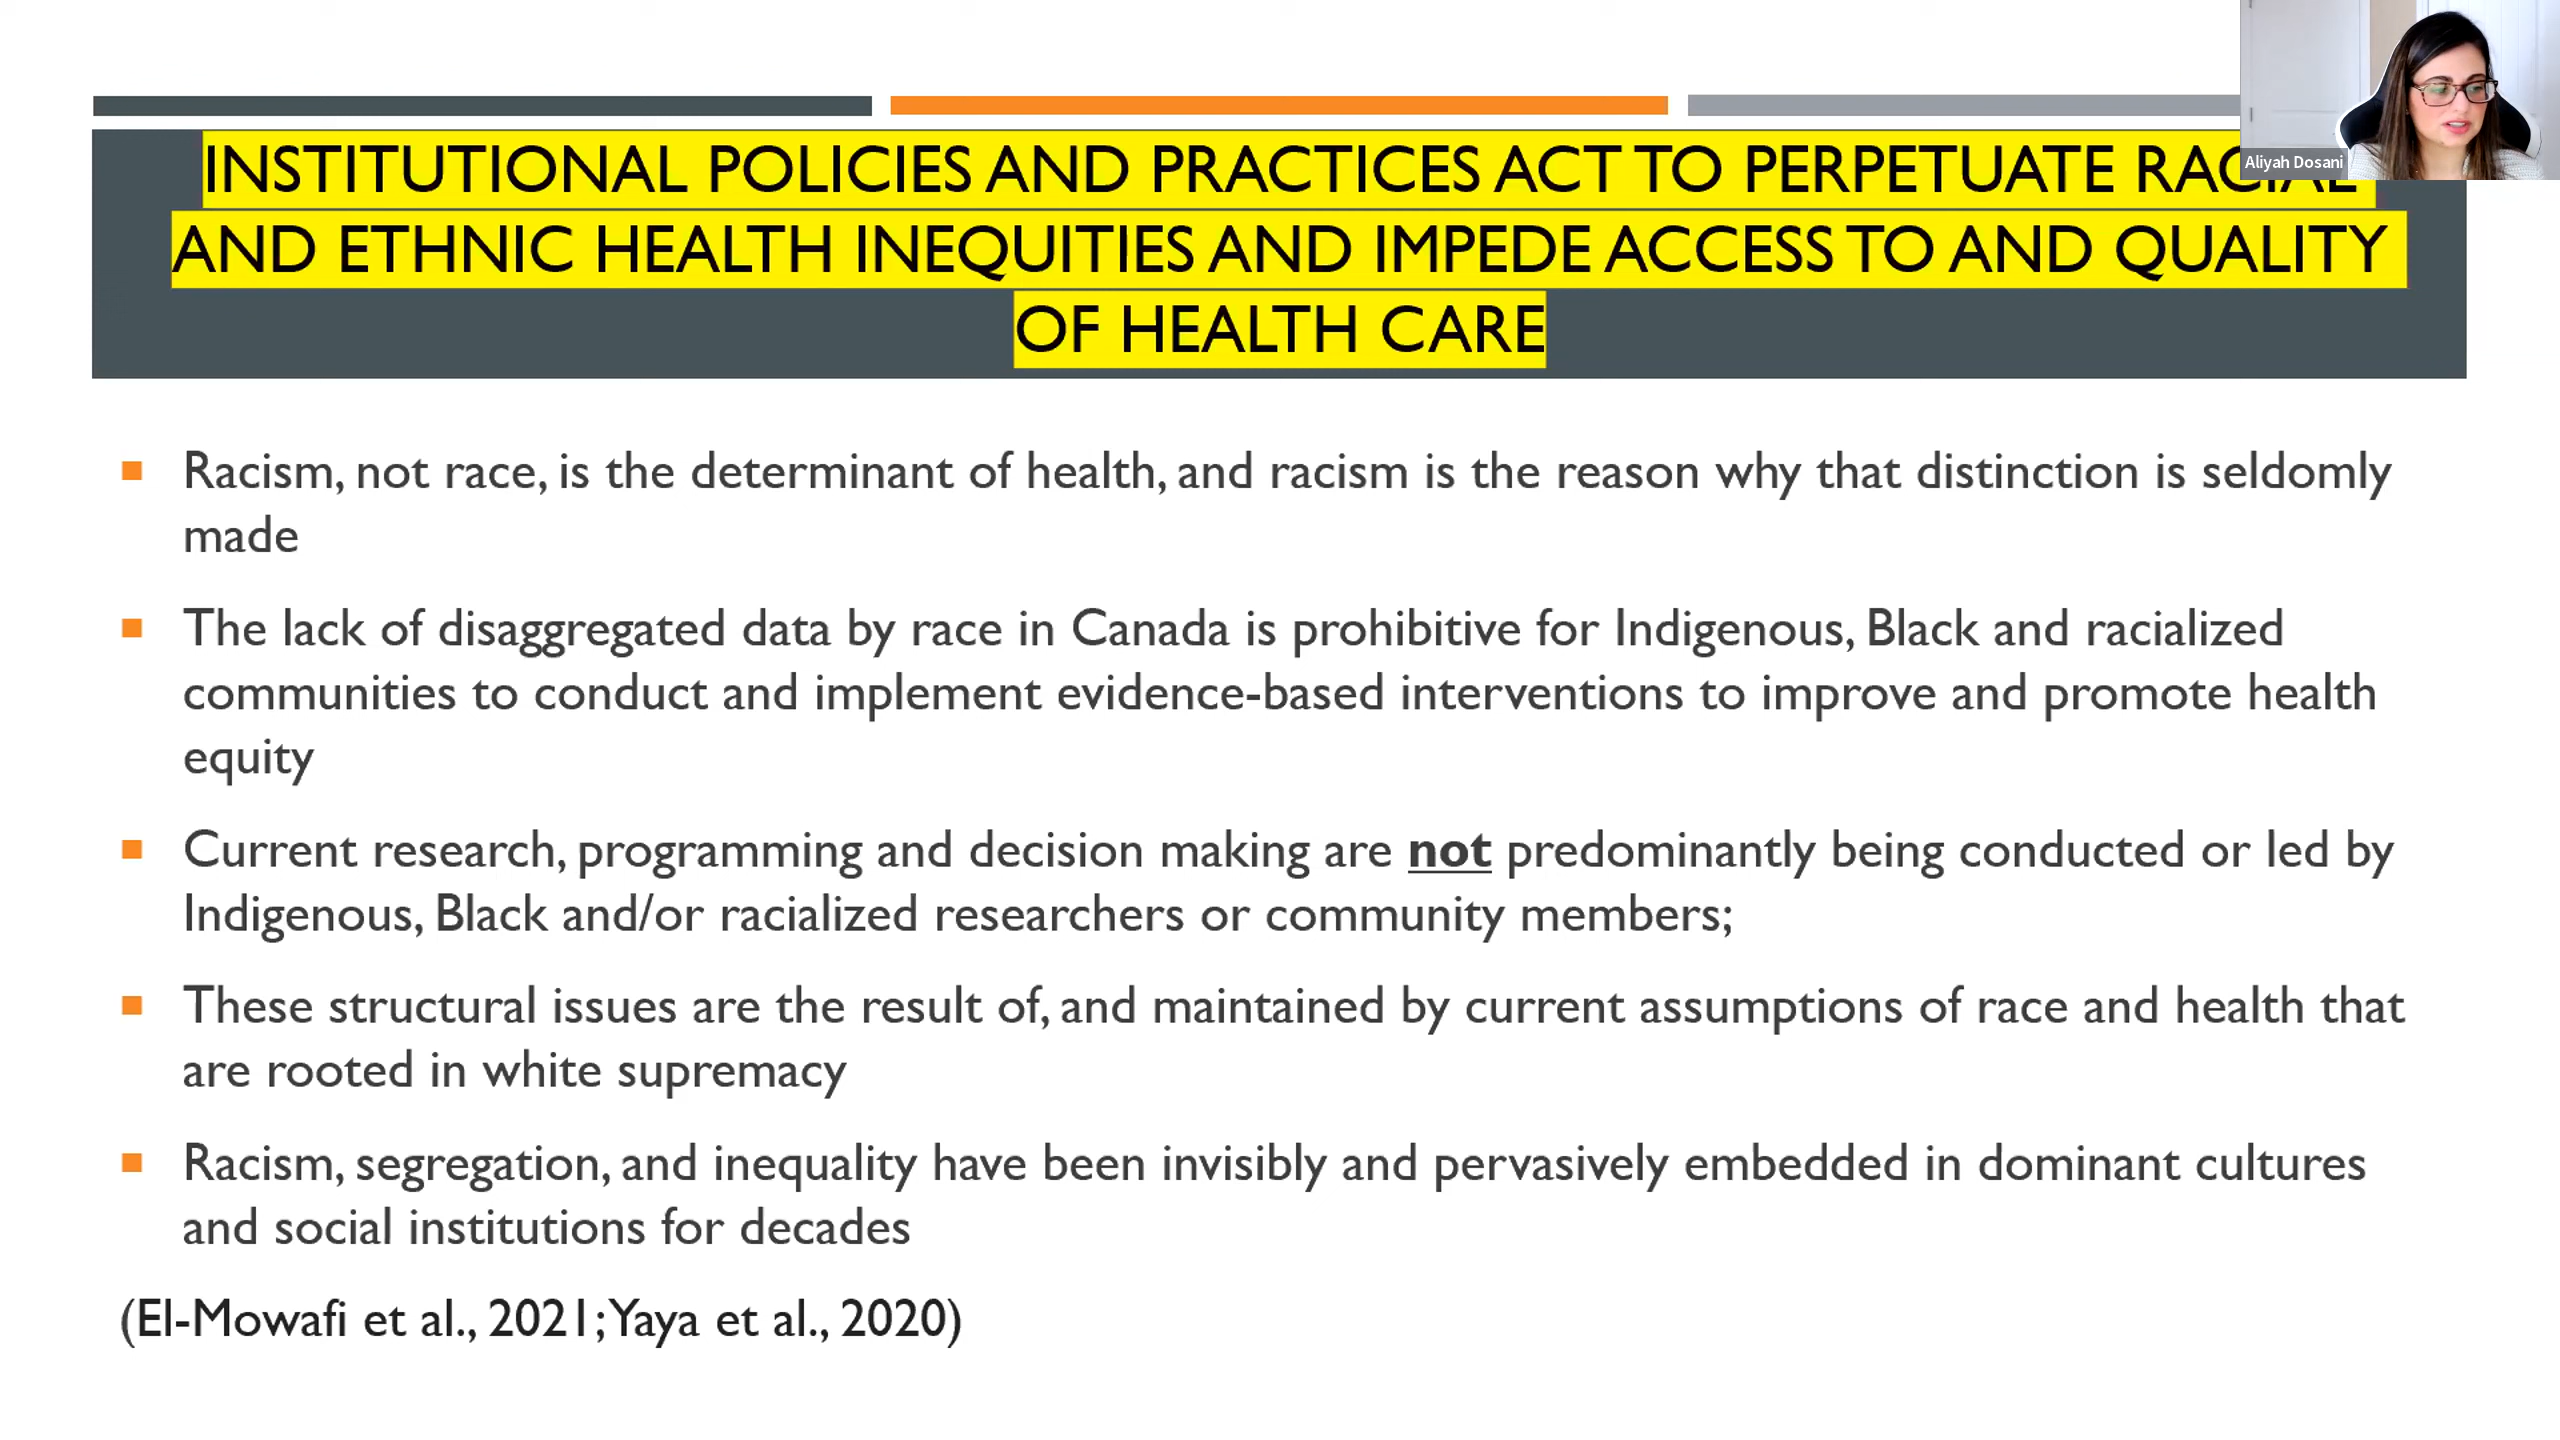 INSTITUTIONAL POLICIES AND PRACTICES ACT TO PERPETUATE RACIAL
Aliyah Dosani
AND ETHNIC HEALTH INEQUITIES AND IMPEDE ACCESS TO AND QUALITY
OF HEALTH CARE
Racism, not race, is the determinant of health, and racism is the reason why that distinction is seldomly
made
The lack of disaggregated data by race in Canada is prohibitive for Indigenous, Black and racialized
communities to conduct and implement evidence-based interventions to improve and promote health
equity
Current research, programming and decision making are not predominantly being conducted or led by
Indigenous, Black and/or racialized researchers or community members;
These structural issues are the result of, and maintained by current assumptions of race and health that
are rooted in white supremacy
Racism, segregation, and inequality have been invisibly and pervasively embedded in dominant cultures
and social institutions for decades
(El-Mowafi et al., 2021; Yaya et al., 2020)